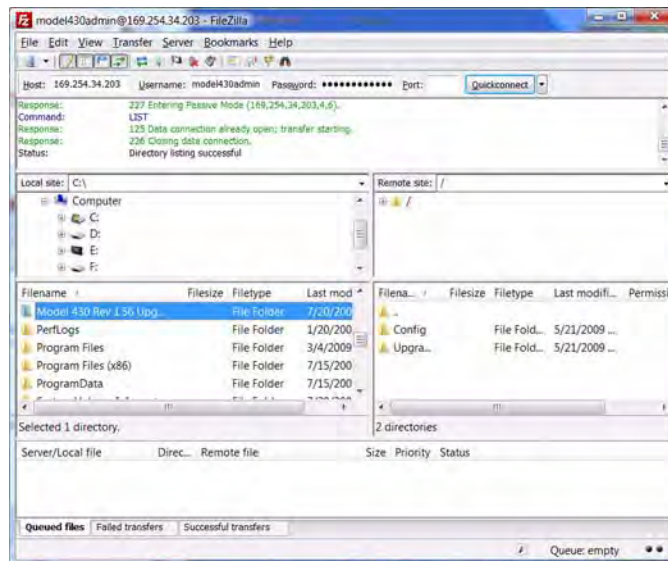 model430admin@169.254.34.203 - FileZilla
File Edit View Transfer Server Bookmarks Help
Host: 169.254.34.203 Username: model430admin Password: ●●●●●●●●●●●● Port: Quickconnect
Response: 227 Entering Passive Mode (169,254,34,203,4,6).
Command: LIST
Response: 125 Data connection already open; transfer starting.
Response: 226 Closing data connection.
Status: Directory listing successful
Local site: C:\
Computer
C:
D:
E:
F:
Remote site: /
/
Filename Filesize Filetype Last mod
Model 430 Rev 1.56 Upg... File Folder 7/20/200
PerfLogs File Folder 1/20/200
Program Files File Folder 3/4/2009
Program Files (x86) File Folder 7/15/200
ProgramData File Folder 7/15/200
Selected 1 directory.
Filena... Filesize Filetype Last modifi... Permissi
..
Config File Fold... 5/21/2009 ...
Upgra... File Fold... 5/21/2009 ...
2 directories
Server/Local file Direc... Remote file Size Priority Status
Queued files Failed transfers Successful transfers
Queue: empty